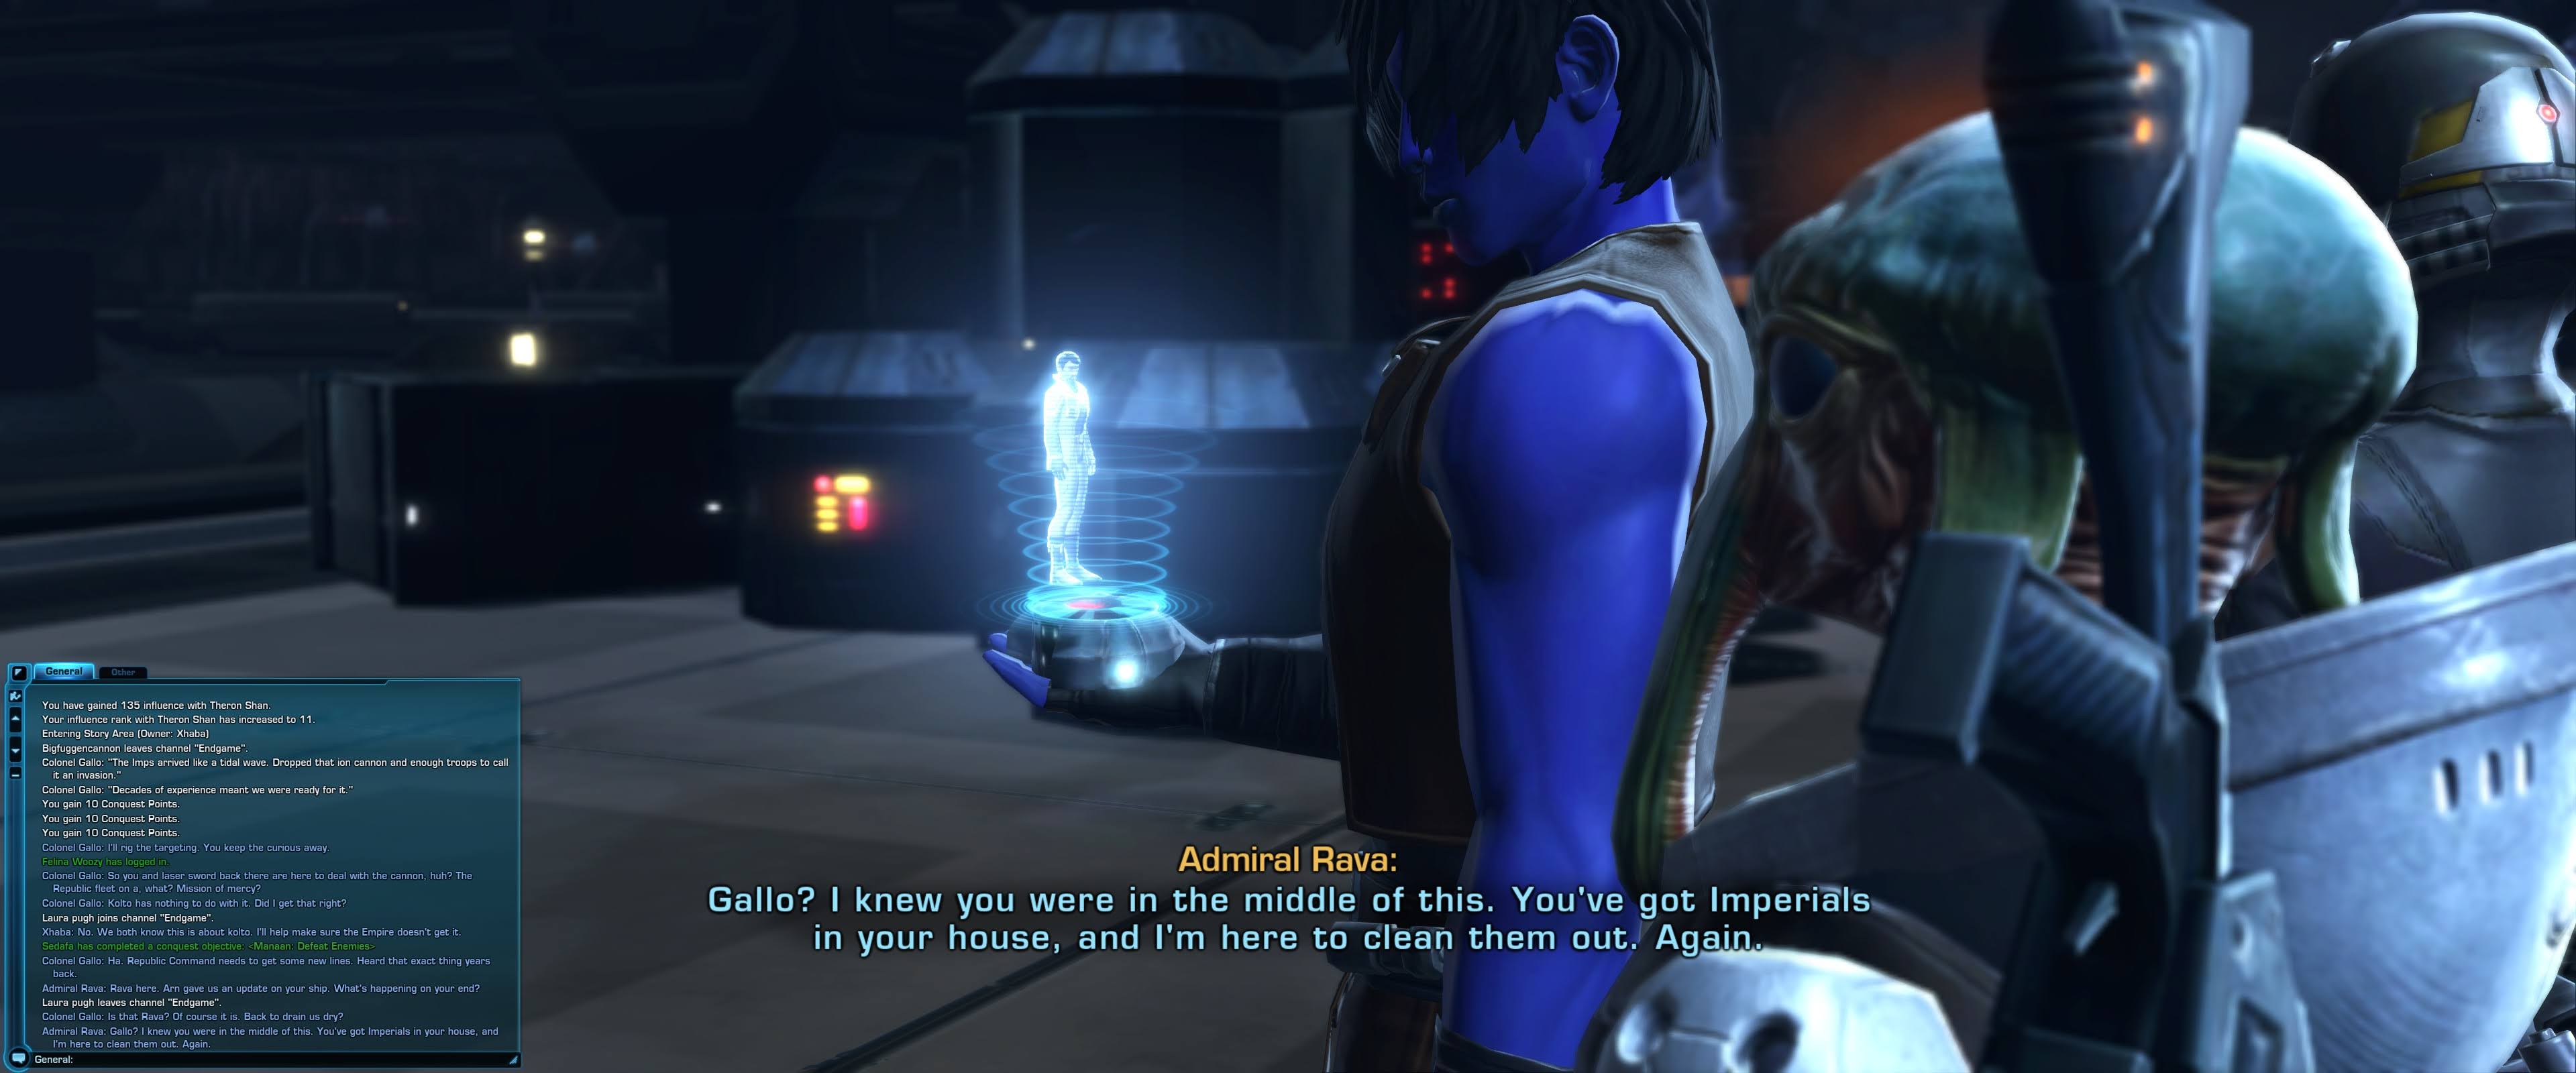 General
Other
You have gained 135 influence with Theron Shan.
Your influence rank with Theron Shan has increased to 11.
Entering Story Area (Owner: Xhaba)
Bigfuggencannon leaves channel "Endgame".
Colonel Gallo: "The Imps arrived like a tidal wave. Dropped that ion cannon and enough troops to call
it an invasion."
Colonel Gallo: "Decades of experience meant we were ready for it."
You gain 10 Conquest Points.
You gain 10 Conquest Points.
You gain 10 Conquest Points.
Colonel Gallo: I'll rig the targeting. You keep the curious away.
Felina Woozy has logged in.
Colonel Gallo: So you and laser sword back there are here to deal with the cannon, huh? The
Republic fleet on a, what? Mission of mercy?
Colonel Gallo: Kolto has nothing to do with it. Did I get that right?
Laura pugh joins channel "Endgame".
Xhaba: No. We both know this is about kolto. I'll help make sure the Empire doesn't get it.
Sedafa has completed a conquest objective: <Manaan: Defeat Enemies>
Colonel Gallo: Ha. Republic Command needs to get some new lines. Heard that exact thing years
back.
Admiral Rava: Rava here. Arn gave us an update on your ship. What's happening on your end?
Laura pugh leaves channel "Endgame".
Colonel Gallo: Is that Rava? Of course it is. Back to drain us dry?
Admiral Rava: Gallo? I knew you were in the middle of this. You've got Imperials in your house, and
I'm here to clean them out. Again.
General:
Admiral Rava:
Gallo? I knew you were in the middle of this. You've got Imperials
in your house, and I'm here to clean them out. Again.